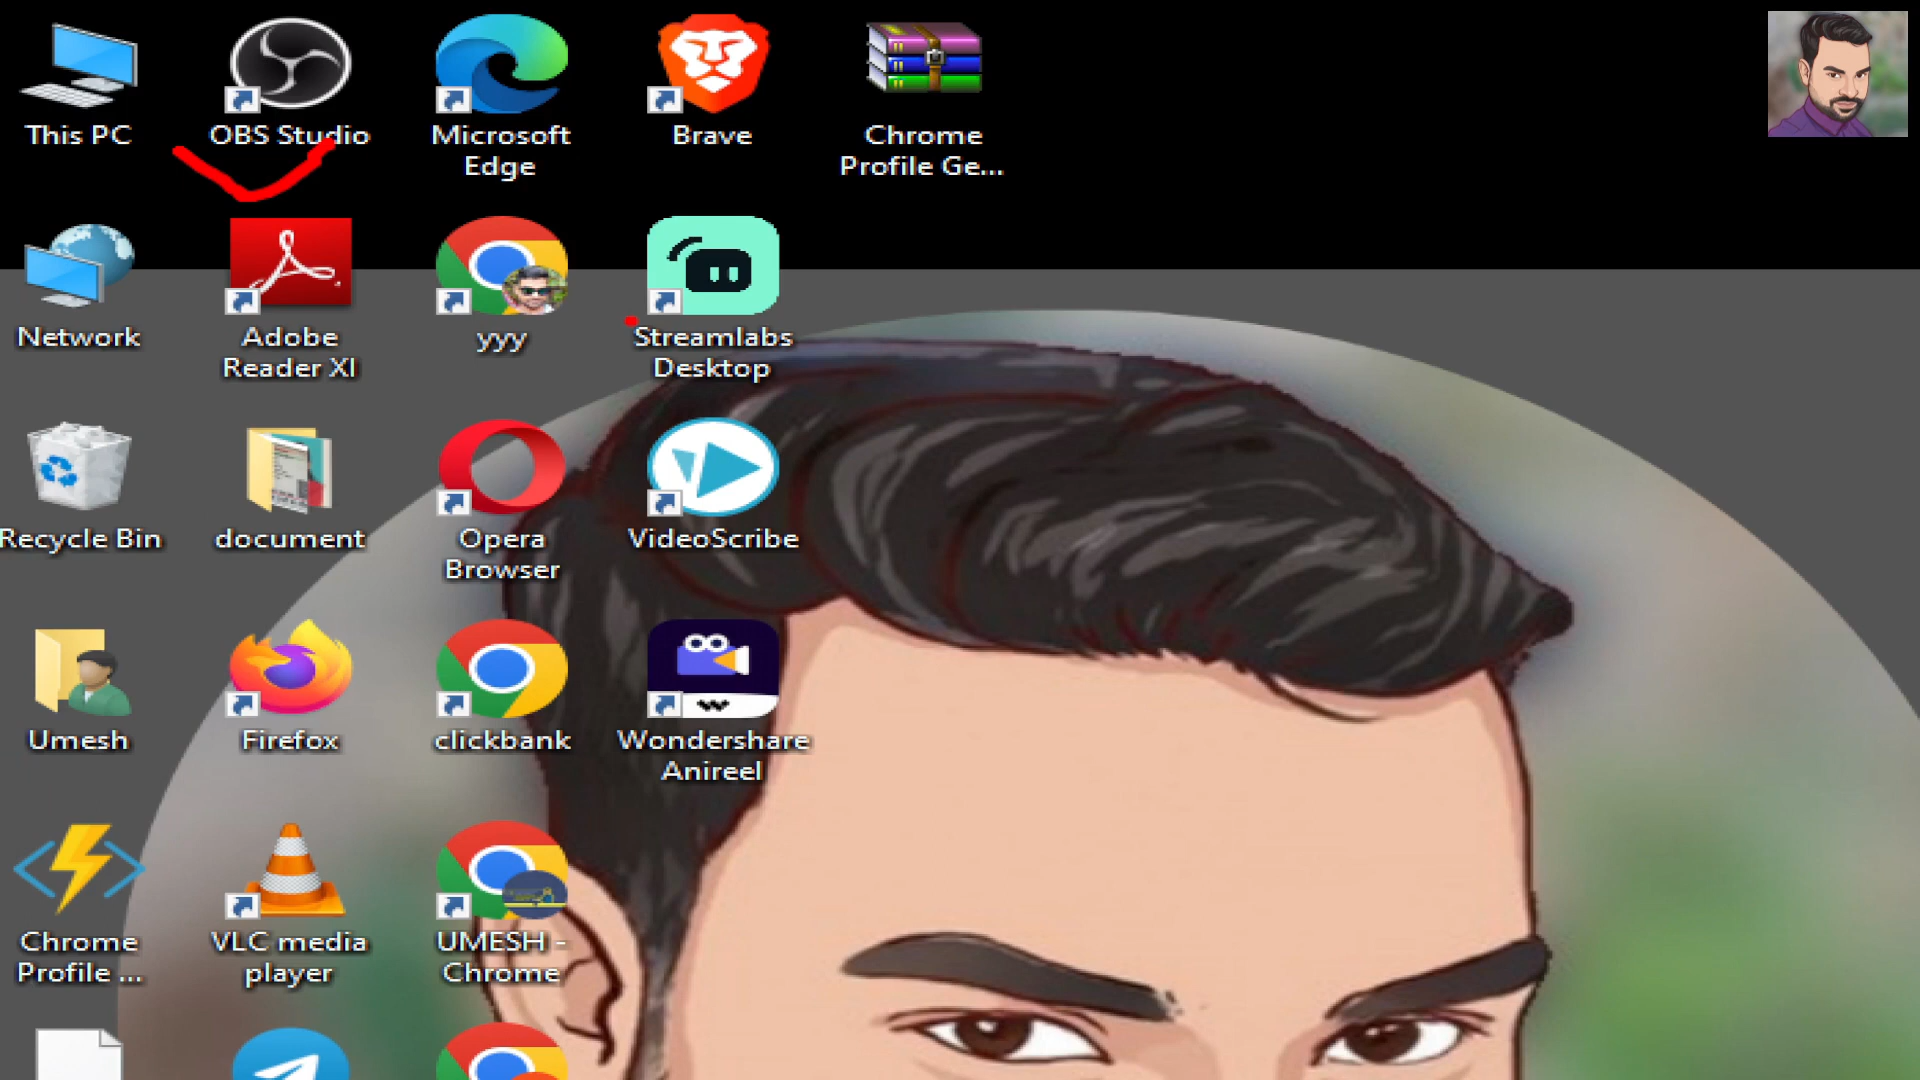 This PC
OBS Studio
Microsoft
Edge
Brave
Chrome
Profile Ge...
Network
Adobe
Reader XI
yyy
Streamlabs
Desktop
Recycle Bin
document
Opera
Browser
VideoScribe
Umesh
Firefox
clickbank
Wondershare
Anireel
Chrome
Profile ...
VLC media
player
UMESH -
Chrome